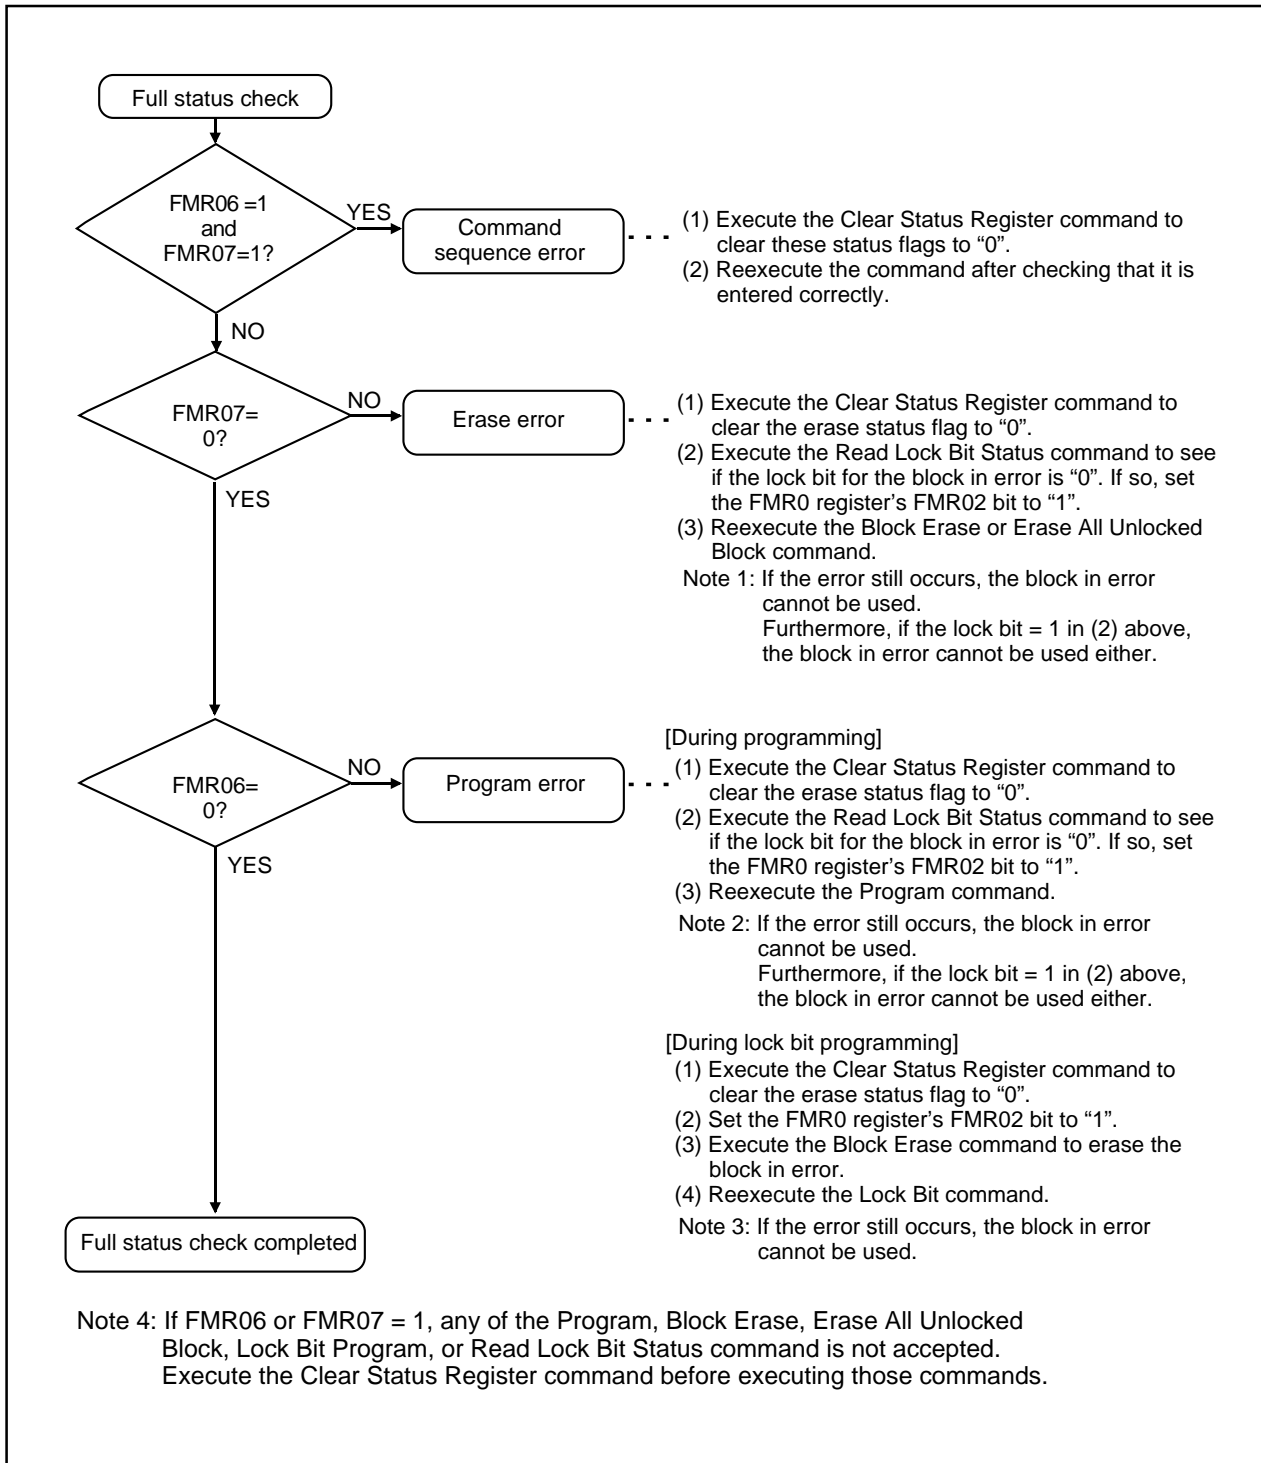 Full status check
FMR06 =1
and
FMR07=1?
YES
Command
sequence error
(1) Execute the Clear Status Register command to
clear these status flags to “0”.
(2) Reexecute the command after checking that it is
entered correctly.
NO
FMR07=
0?
NO
Erase error
(1) Execute the Clear Status Register command to
clear the erase status flag to “0”.
(2) Execute the Read Lock Bit Status command to see
if the lock bit for the block in error is “0”. If so, set
the FMR0 register’s FMR02 bit to “1”.
(3) Reexecute the Block Erase or Erase All Unlocked
Block command.
Note 1: If the error still occurs, the block in error
cannot be used.
Furthermore, if the lock bit = 1 in (2) above,
the block in error cannot be used either.
YES
FMR06=
0?
NO
Program error
[During programming]
(1) Execute the Clear Status Register command to
clear the erase status flag to “0”.
(2) Execute the Read Lock Bit Status command to see
if the lock bit for the block in error is “0”. If so, set
the FMR0 register’s FMR02 bit to “1”.
(3) Reexecute the Program command.
Note 2: If the error still occurs, the block in error
cannot be used.
Furthermore, if the lock bit = 1 in (2) above,
the block in error cannot be used either.
[During lock bit programming]
(1) Execute the Clear Status Register command to
clear the erase status flag to “0”.
(2) Set the FMR0 register’s FMR02 bit to “1”.
(3) Execute the Block Erase command to erase the
block in error.
(4) Reexecute the Lock Bit command.
Note 3: If the error still occurs, the block in error
cannot be used.
YES
Full status check completed
Note 4: If FMR06 or FMR07 = 1, any of the Program, Block Erase, Erase All Unlocked
Block, Lock Bit Program, or Read Lock Bit Status command is not accepted.
Execute the Clear Status Register command before executing those commands.